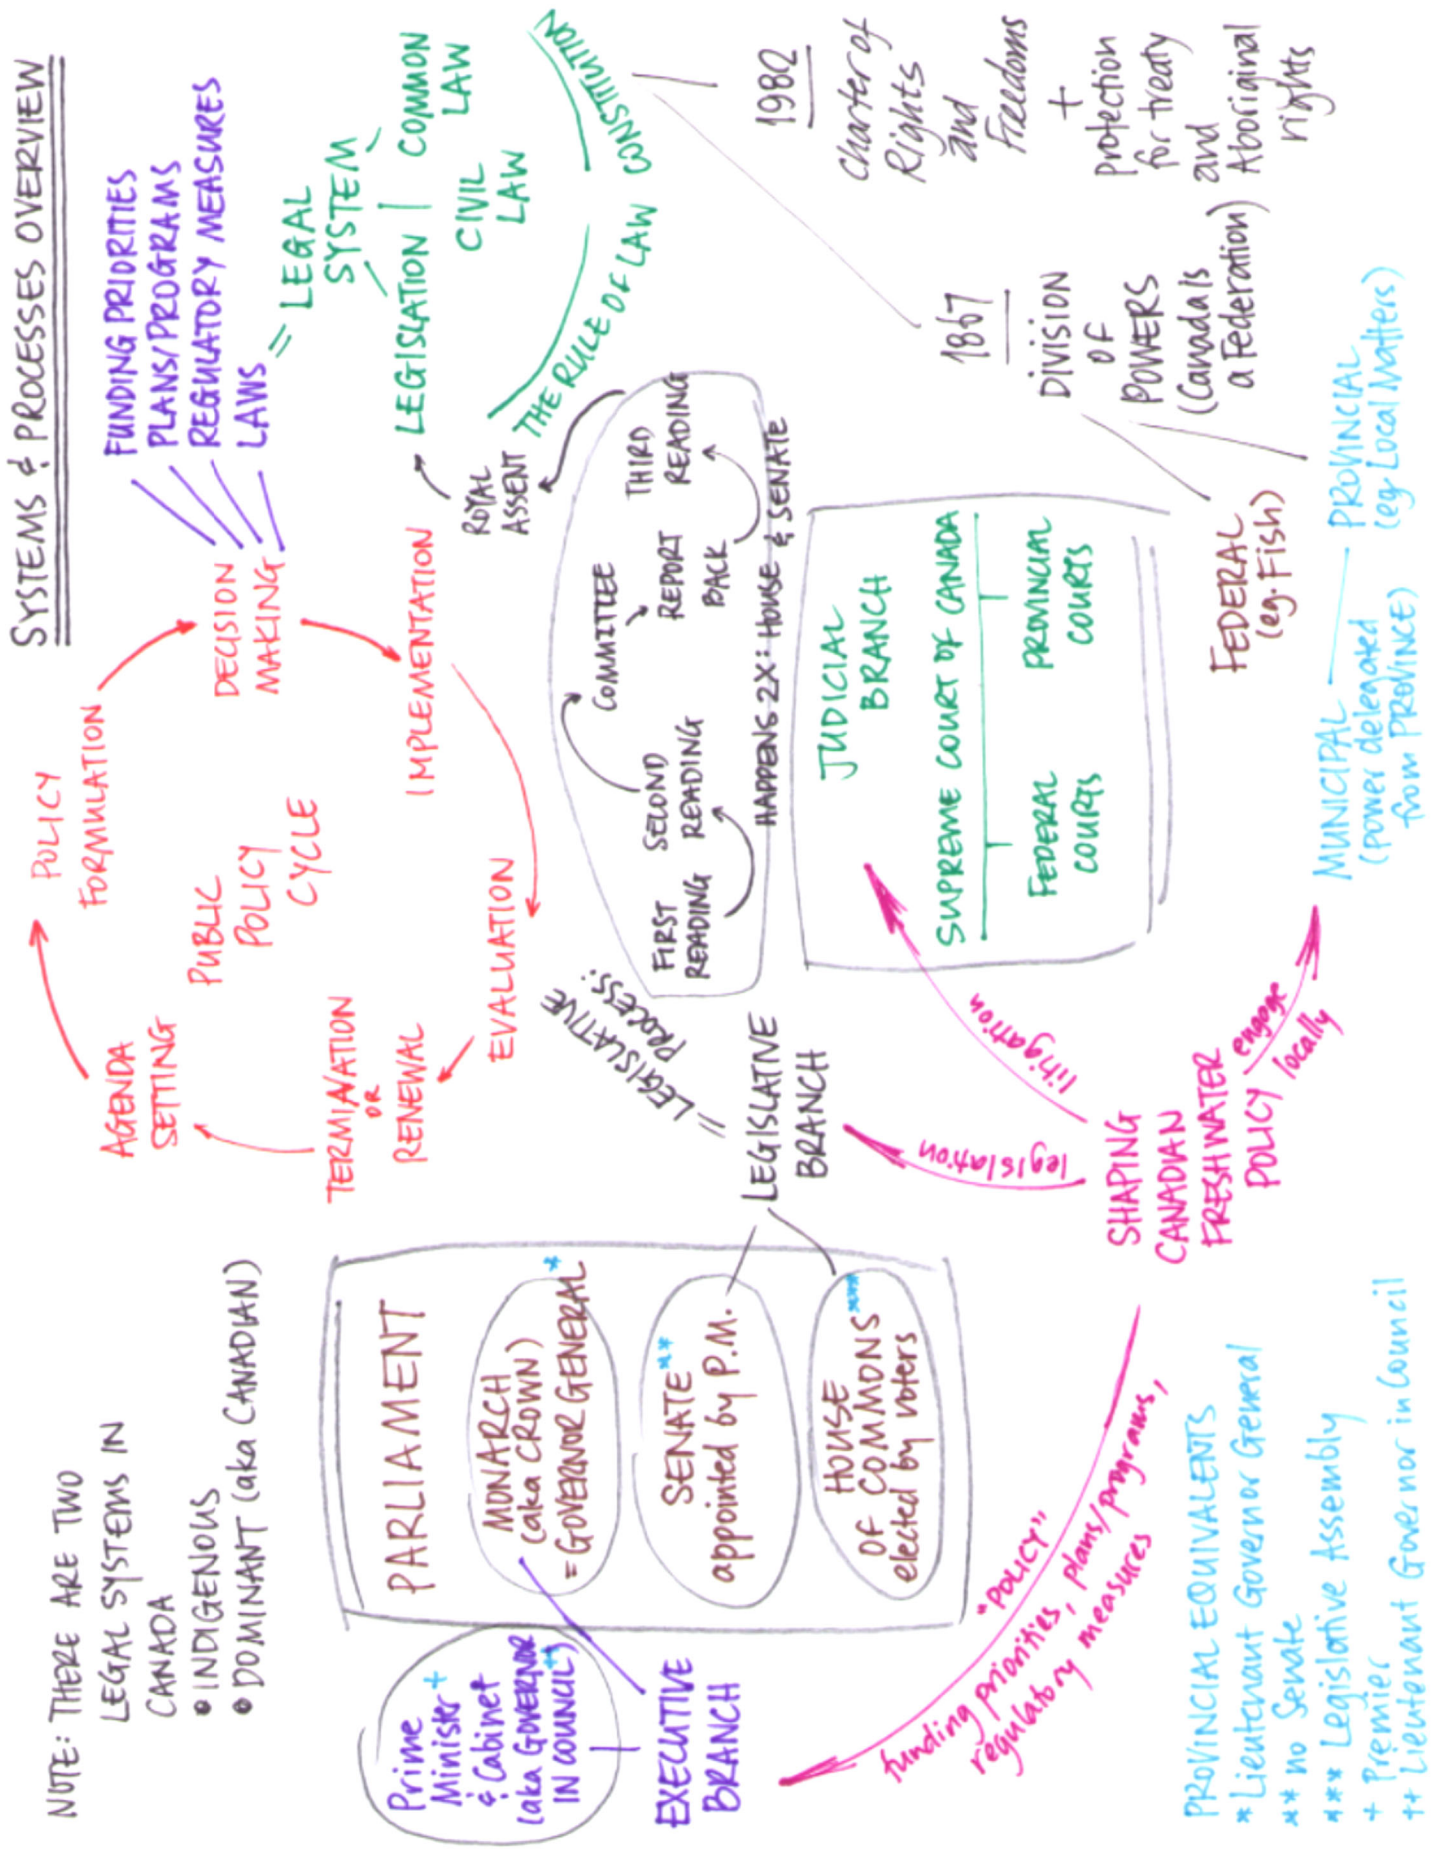 SYSTEMS & PROCESSES OVERVIEW
NOTE: THERE ARE TWO
LEGAL SYSTEMS IN
CANADA
• INDIGENOUS
• DOMINANT (aka CANADIAN)
AGENDA
SETTING
POLICY
FORMULATION
DECISION
MAKING
IMPLEMENTATION
EVALUATION
TERMINATION
OR
RENEWAL
PUBLIC
POLICY
CYCLE
FUNDING PRIORITIES
PLANS/PROGRAMS
REGULATORY MEASURES
LAWS
= LEGAL
SYSTEM
LEGISLATION
CIVIL
LAW
COMMON
LAW
THE RULE OF LAW
CONSTITUTION
Prime
Minister+
& Cabinet
(aka GOVERNOR
IN COUNCIL)++
EXECUTIVE
BRANCH
PARLIAMENT
MONARCH
(aka CROWN)
= GOVERNOR GENERAL*
SENATE**
appointed by P.M.
HOUSE
OF COMMONS***
elected by voters
LEGISLATIVE
BRANCH
= LEGISLATIVE
PROCESS:
FIRST
READING
SECOND
READING
COMMITTEE
REPORT
BACK
THIRD
READING
HAPPENS 2X: HOUSE & SENATE
ROYAL
ASSENT
JUDICIAL
BRANCH
SUPREME COURT OF CANADA
FEDERAL
COURTS
PROVINCIAL
COURTS
1867
DIVISION
OF
POWERS
(Canada is
a Federation)
1982
Charter of
Rights
and
Freedoms
+
protection
for treaty
and
Aboriginal
rights
FEDERAL
(eg. Fish)
MUNICIPAL
(power delegated
from PROVINCE)
PROVINCIAL
(eg Local Matters)
SHAPING
CANADIAN
FRESHWATER
POLICY
"POLICY"
funding priorities, plans/programs,
regulatory measures
legislation
litigation
engage
locally
PROVINCIAL EQUIVALENTS
* Lieutenant Governor General
** no Senate
*** Legislative Assembly
+ Premier
++ Lieutenant Governor in Council